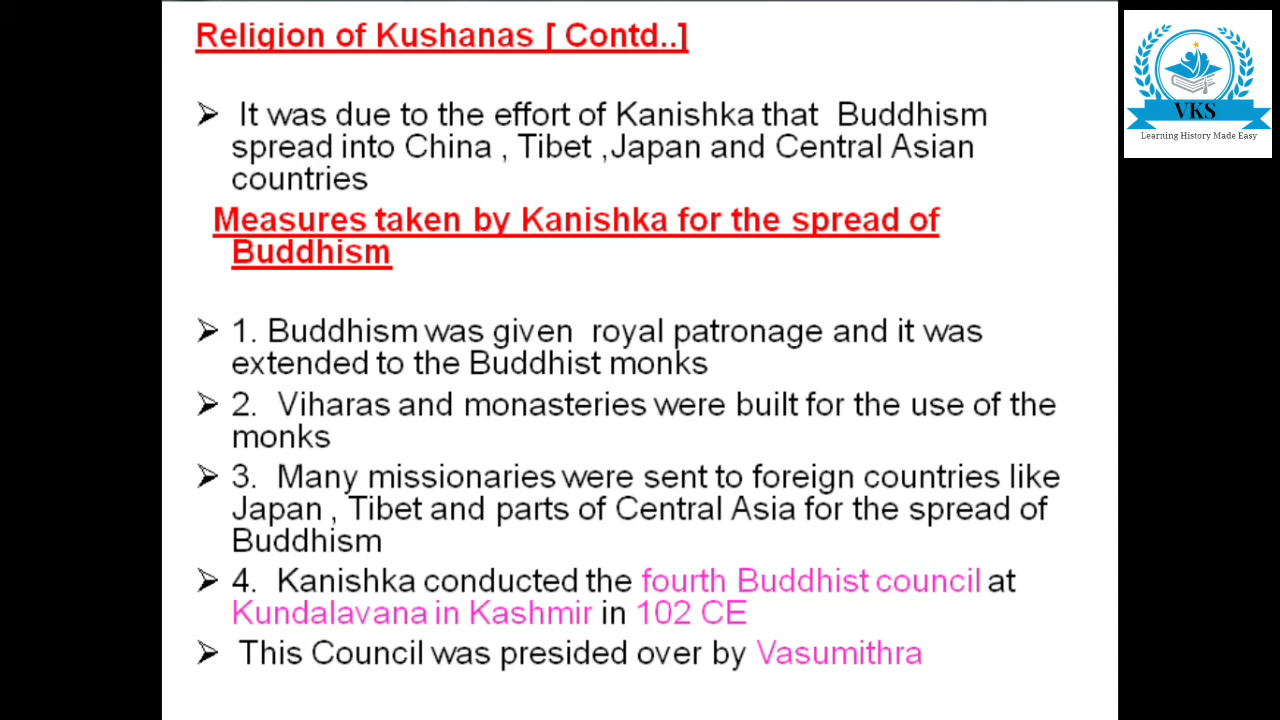 Religion of Kushanas [ Contd..]
➢ It was due to the effort of Kanishka that Buddhism
spread into China , Tibet ,Japan and Central Asian
countries
Measures taken by Kanishka for the spread of
Buddhism
➢ 1. Buddhism was given royal patronage and it was
extended to the Buddhist monks
➢ 2. Viharas and monasteries were built for the use of the
monks
➢ 3. Many missionaries were sent to foreign countries like
Japan , Tibet and parts of Central Asia for the spread of
Buddhism
➢ 4. Kanishka conducted the fourth Buddhist council at
Kundalavana in Kashmir in 102 CE
➢ This Council was presided over by Vasumithra
VKS
Learning History Made Easy